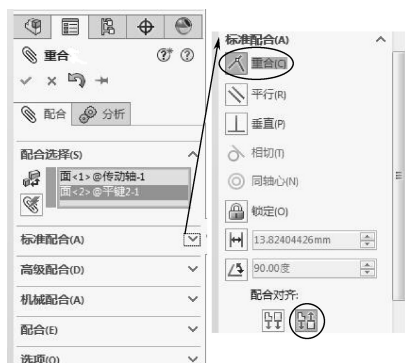 重合
配合
分析
配合选择(S)
面<1>@传动轴-1
面<2>@平键2-1
标准配合(A)
高级配合(D)
机械配合(A)
配合(E)
选项(O)
标准配合(A)
重合(C)
平行(R)
垂直(P)
相切(T)
同轴心(N)
锁定(O)
13.82404426mm
90.00度
配合对齐: